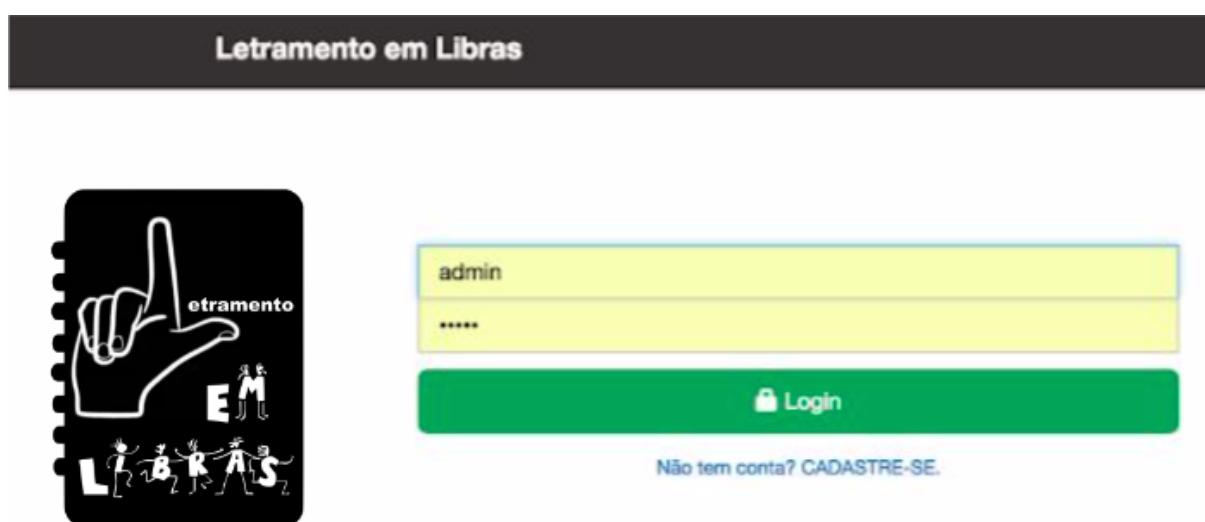 Letramento em Libras
etramento
EM
LIBRAS
admin
•••••
Login
Não tem conta? CADASTRE-SE.